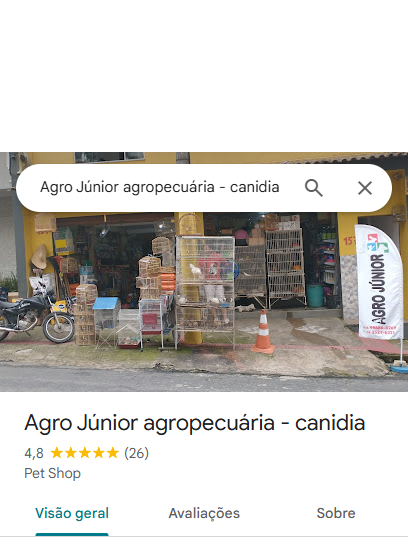 Agro Júnior agropecuária - canidia
AGRO JÚNIOR
Agro Júnior agropecuária - canidia
4,8 (26)
Pet Shop
Visão geral Avaliações Sobre